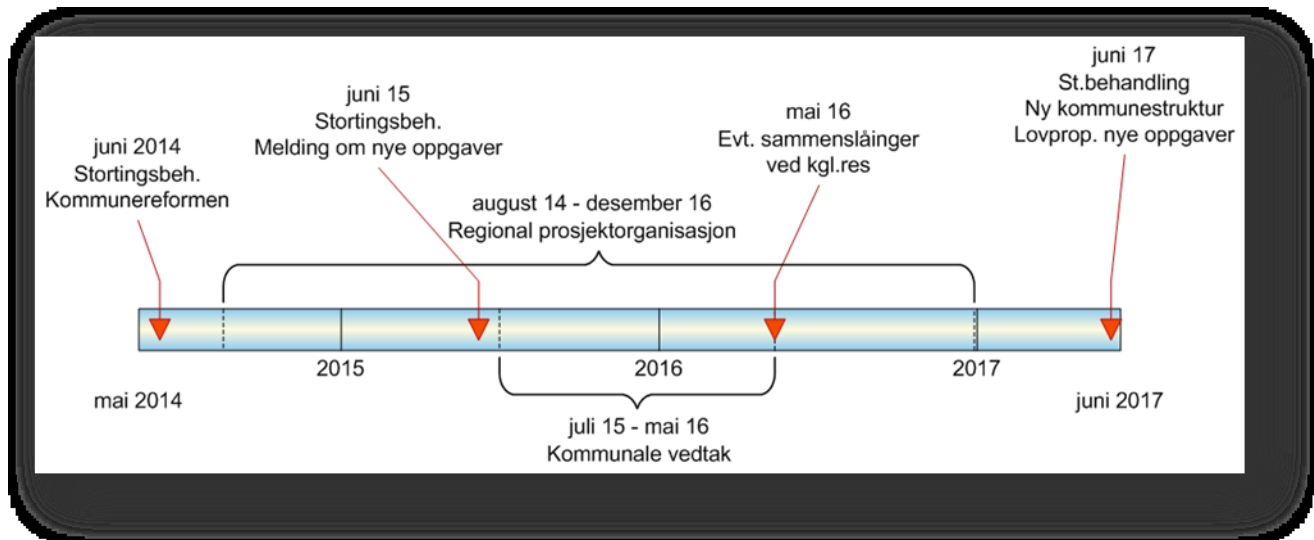 juni 2014
Stortingsbeh.
Kommunereformen
juni 15
Stortingsbeh.
Melding om nye oppgaver
august 14 - desember 16
Regional prosjektorganisasjon
mai 16
Evt. sammenslåinger
ved kgl.res
juni 17
St.behandling
Ny kommunestruktur
Lovprop. nye oppgaver
2015
2016
2017
mai 2014
juni 2017
juli 15 - mai 16
Kommunale vedtak